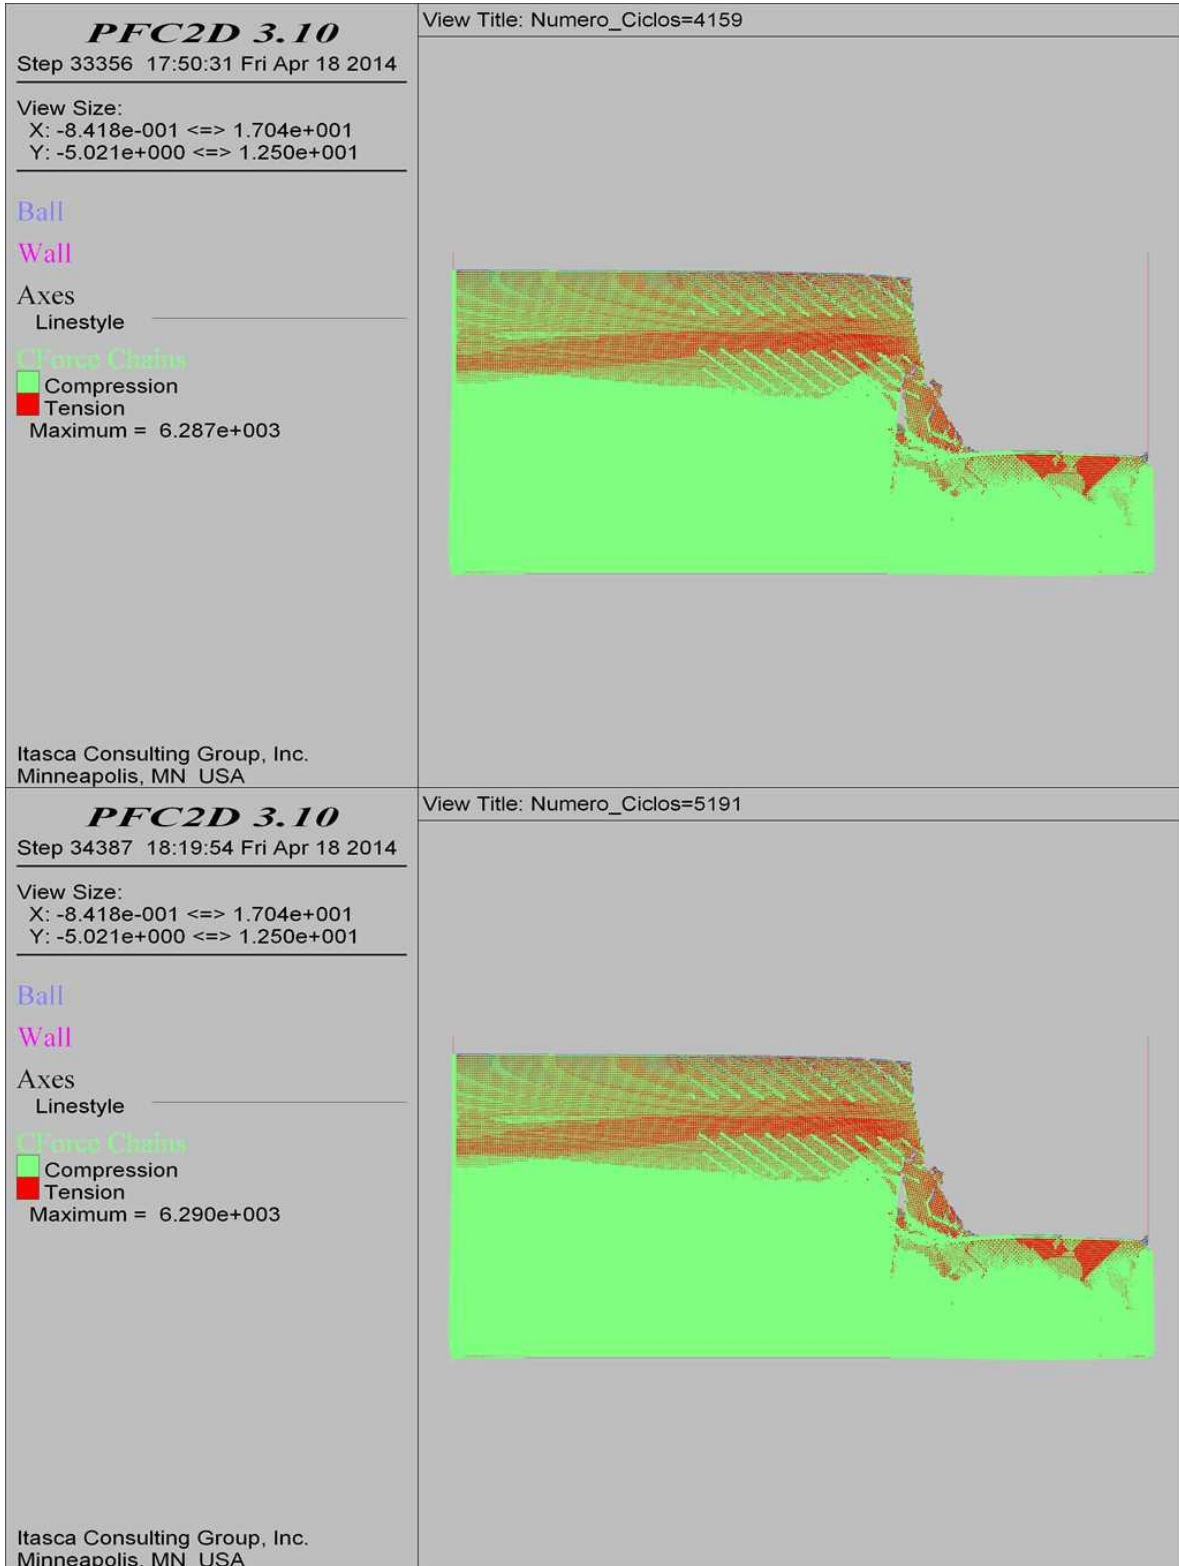 PFC2D 3.10
Step 33356 17:50:31 Fri Apr 18 2014
View Size:
X: -8.418e-001 <=> 1.704e+001
Y: -5.021e+000 <=> 1.250e+001
Ball
Wall
Axes
Linestyle
CForce Chains
Compression
Tension
Maximum = 6.287e+003
Itasca Consulting Group, Inc.
Minneapolis, MN USA
View Title: Numero_Ciclos=4159
PFC2D 3.10
Step 34387 18:19:54 Fri Apr 18 2014
View Size:
X: -8.418e-001 <=> 1.704e+001
Y: -5.021e+000 <=> 1.250e+001
Ball
Wall
Axes
Linestyle
CForce Chains
Compression
Tension
Maximum = 6.290e+003
Itasca Consulting Group, Inc.
Minneapolis, MN USA
View Title: Numero_Ciclos=5191